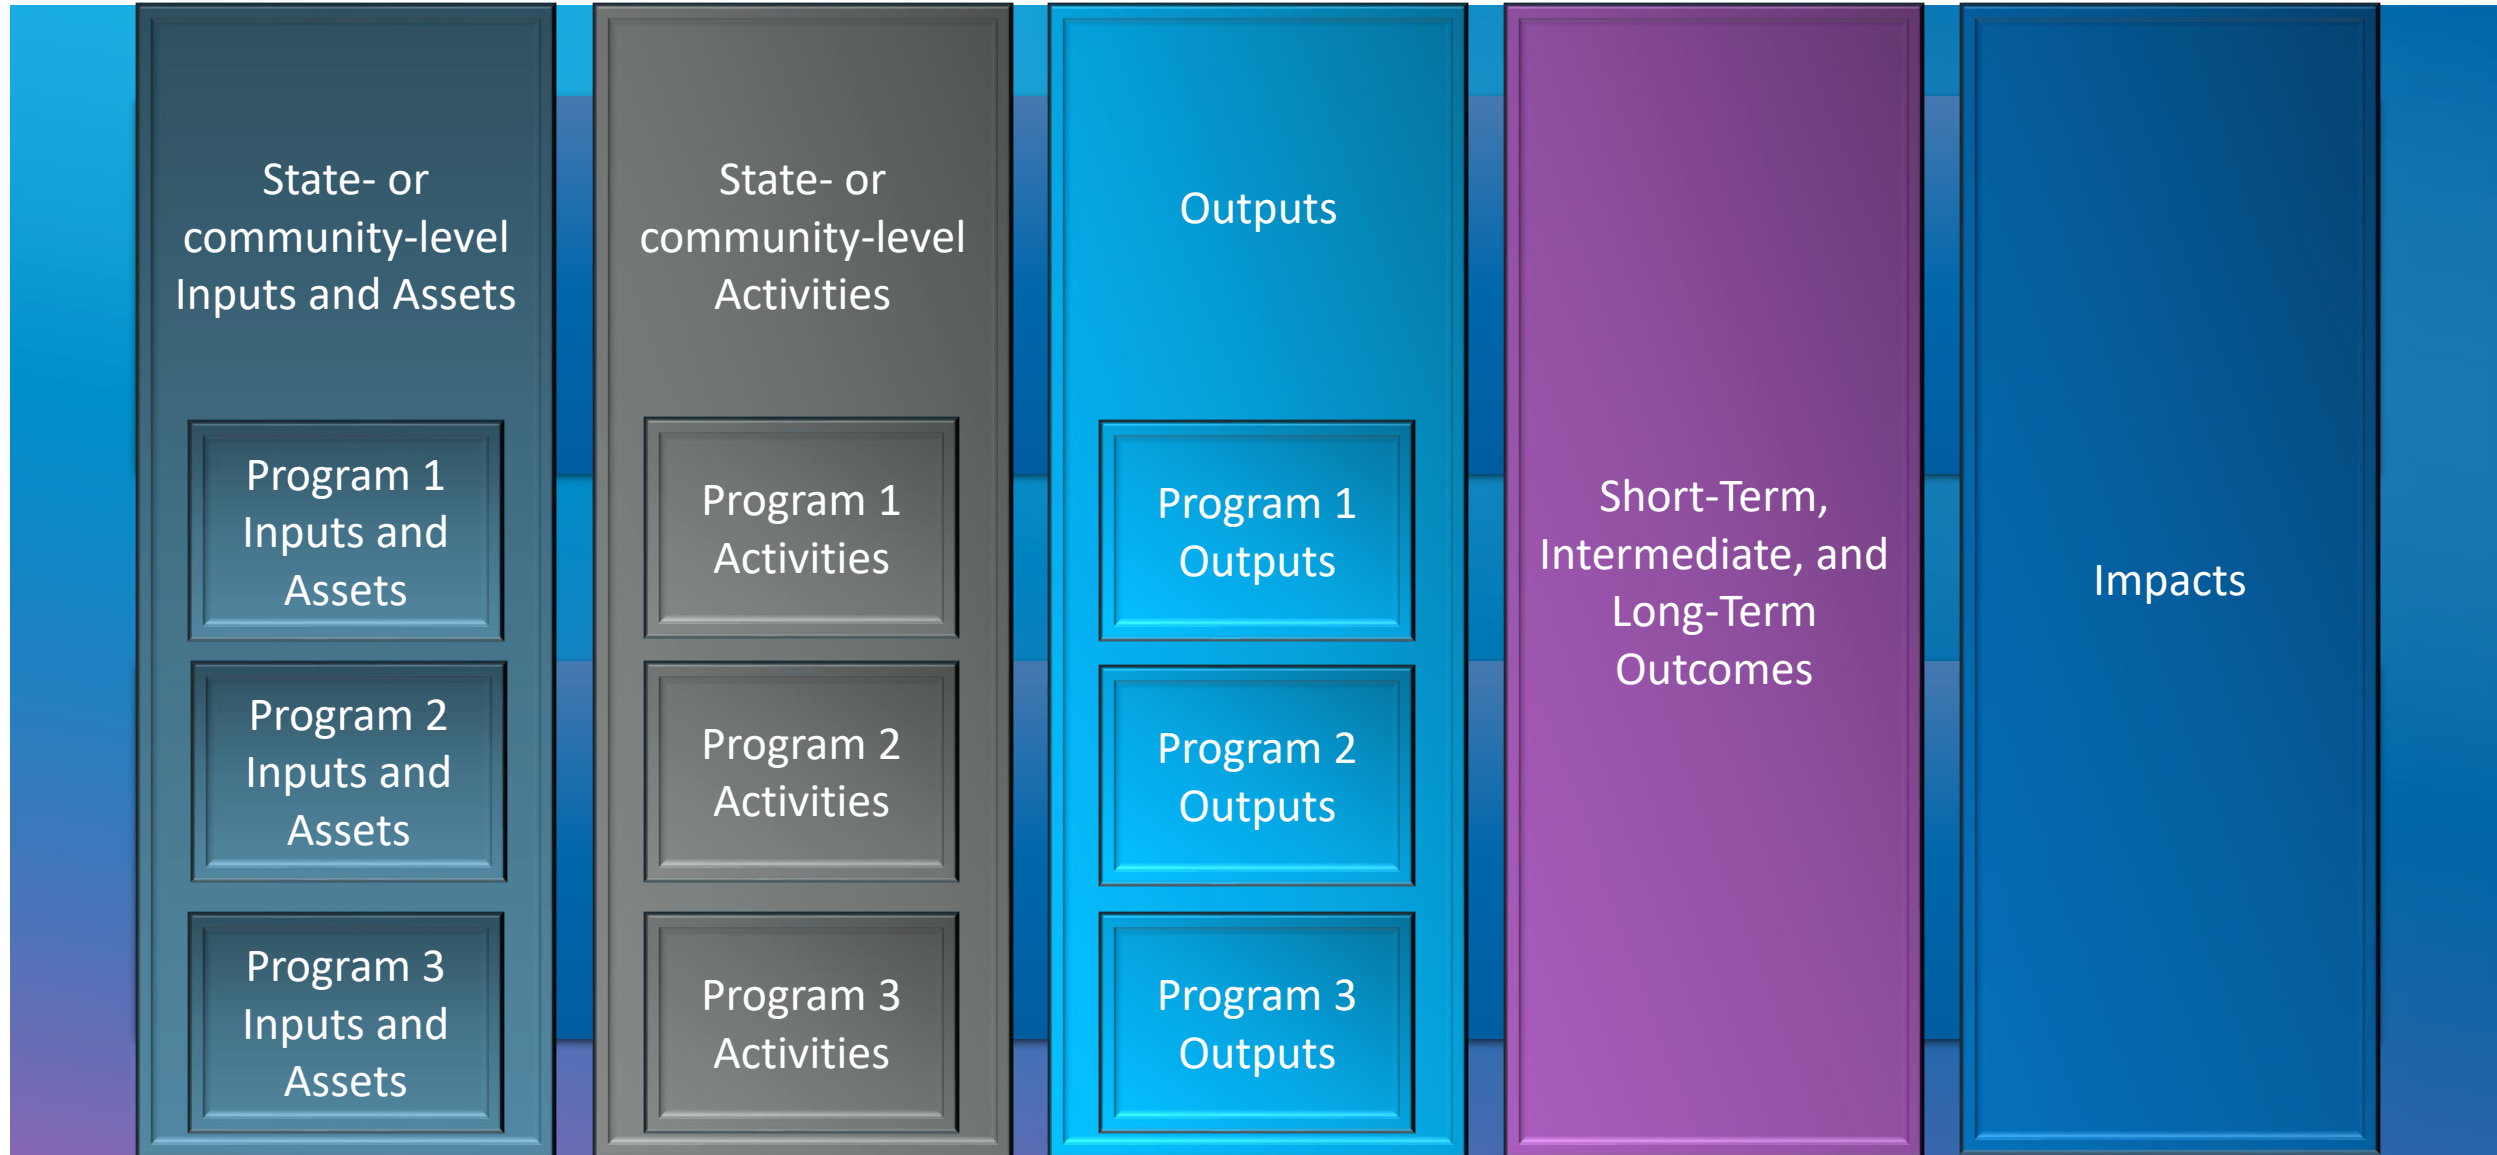 State- or
community-level
Inputs and Assets
Program 1
Inputs and
Assets
Program 2
Inputs and
Assets
Program 3
Inputs and
Assets
State- or
community-level
Activities
Program 1
Activities
Program 2
Activities
Program 3
Activities
Outputs
Program 1
Outputs
Program 2
Outputs
Program 3
Outputs
Short-Term,
Intermediate, and
Long-Term
Outcomes
Impacts